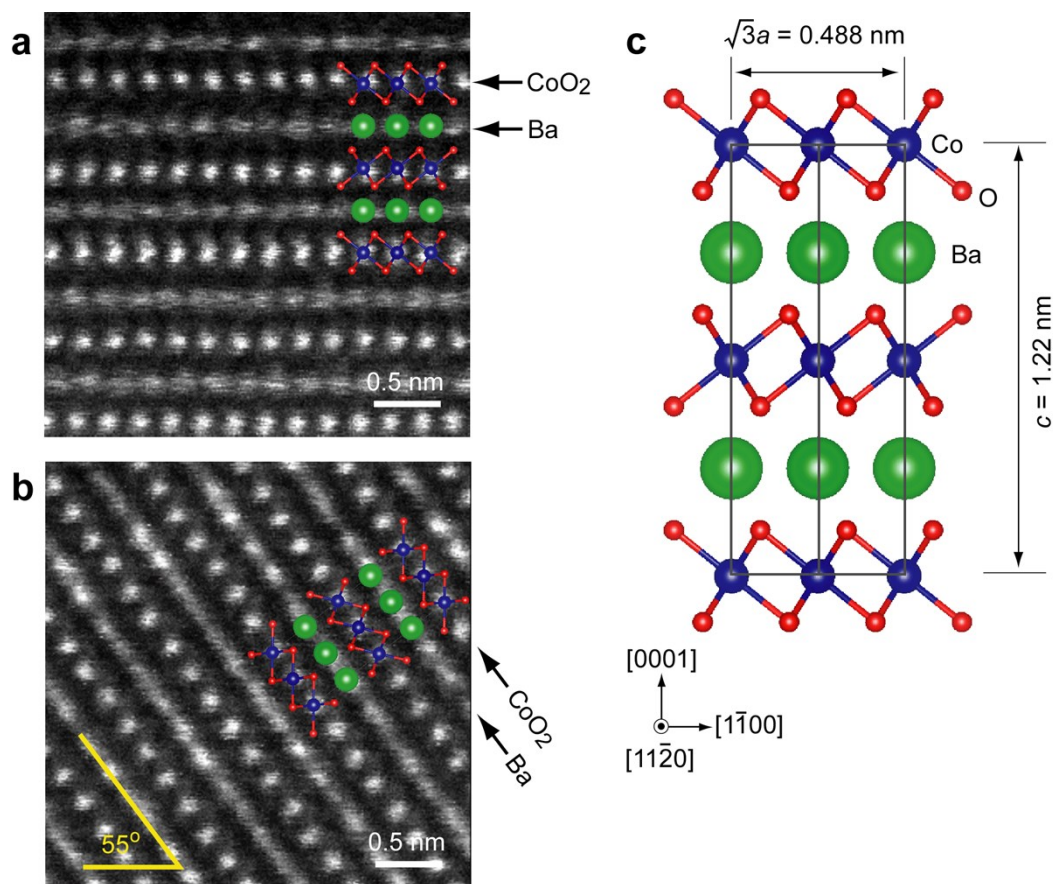 a
CoO₂
Ba
0.5 nm
b
CoO₂
Ba
55°
0.5 nm
c
√3a = 0.488 nm
Co
O
Ba
c = 1.22 nm
[0001]
[11̄00]
[112̄0]